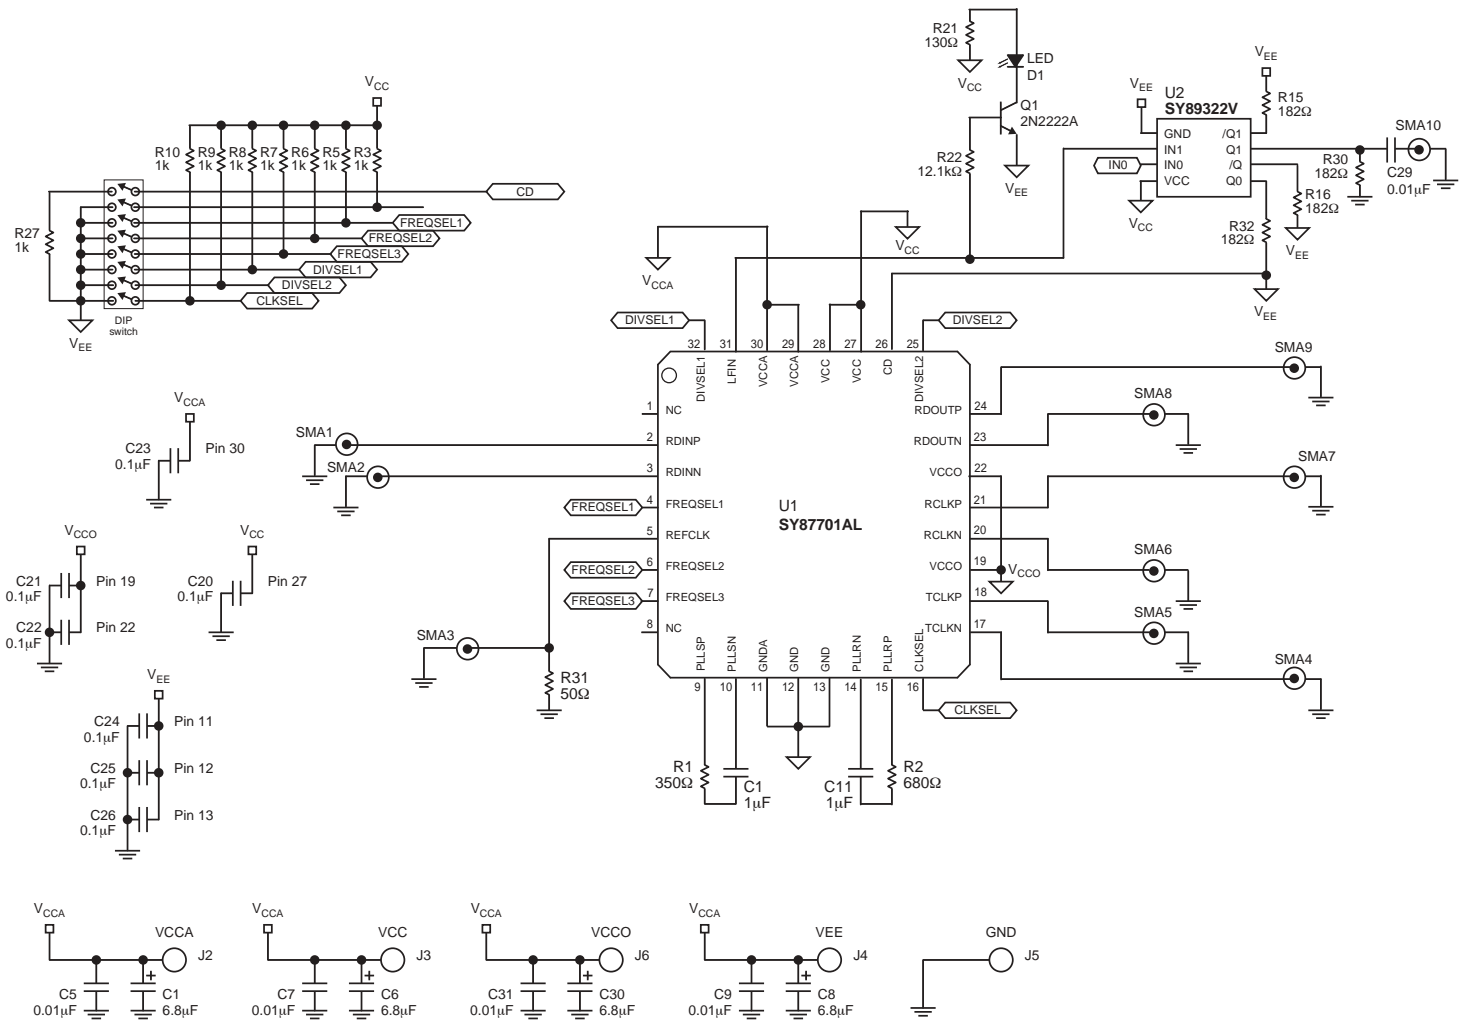 R21
130Ω
VCC
LED
D1
Q1
2N2222A
VEE
R22
12.1kΩ
VEE
U2
SY89322V
GND
IN1
IN0
VCC
/Q1
Q1
/Q
Q0
IN0
VCC
VEE
R15
182Ω
SMA10
R30
182Ω
C29
0.01µF
R16
182Ω
VEE
R32
182Ω
VEE
VCC
R10
1k
R9
1k
R8
1k
R7
1k
R6
1k
R5
1k
R3
1k
CD
FREQSEL1
FREQSEL2
FREQSEL3
DIVSEL1
DIVSEL2
CLKSEL
R27
1k
VEE
DIP
switch
VCCA
VCC
DIVSEL1
DIVSEL2
32
31
30
29
28
27
26
25
DIVSEL1
LFIN
VCCA
VCCA
VCC
VCC
CD
DIVSEL2
U1
SY87701AL
1 NC
2 RDINP
3 RDINN
4 FREQSEL1
5 REFCLK
6 FREQSEL2
7 FREQSEL3
8 NC
RDOUTP 24
RDOUTN 23
VCCO 22
RCLKP 21
RCLKN 20
VCCO 19
TCLKP 18
TCLKN 17
PLLSP
PLLSN
GNDA
GND
GND
PLLRN
PLLRP
CLKSEL
9
10
11
12
13
14
15
16
CLKSEL
SMA1
SMA2
FREQSEL1
FREQSEL2
FREQSEL3
SMA3
R31
50Ω
R1
350Ω
C1
1µF
C11
1µF
R2
680Ω
SMA9
SMA8
SMA7
SMA6
VCCO
SMA5
SMA4
VCCA
C23
0.1µF
Pin 30
VCCO
C21
0.1µF
Pin 19
C22
0.1µF
Pin 22
VCC
C20
0.1µF
Pin 27
VEE
C24
0.1µF
Pin 11
C25
0.1µF
Pin 12
C26
0.1µF
Pin 13
VCCA
VCCA
J2
C5
0.01µF
+
C1
6.8µF
VCCA
VCC
J3
C7
0.01µF
+
C6
6.8µF
VCCA
VCCO
J6
C31
0.01µF
+
C30
6.8µF
VCCA
VEE
J4
C9
0.01µF
+
C8
6.8µF
GND
J5